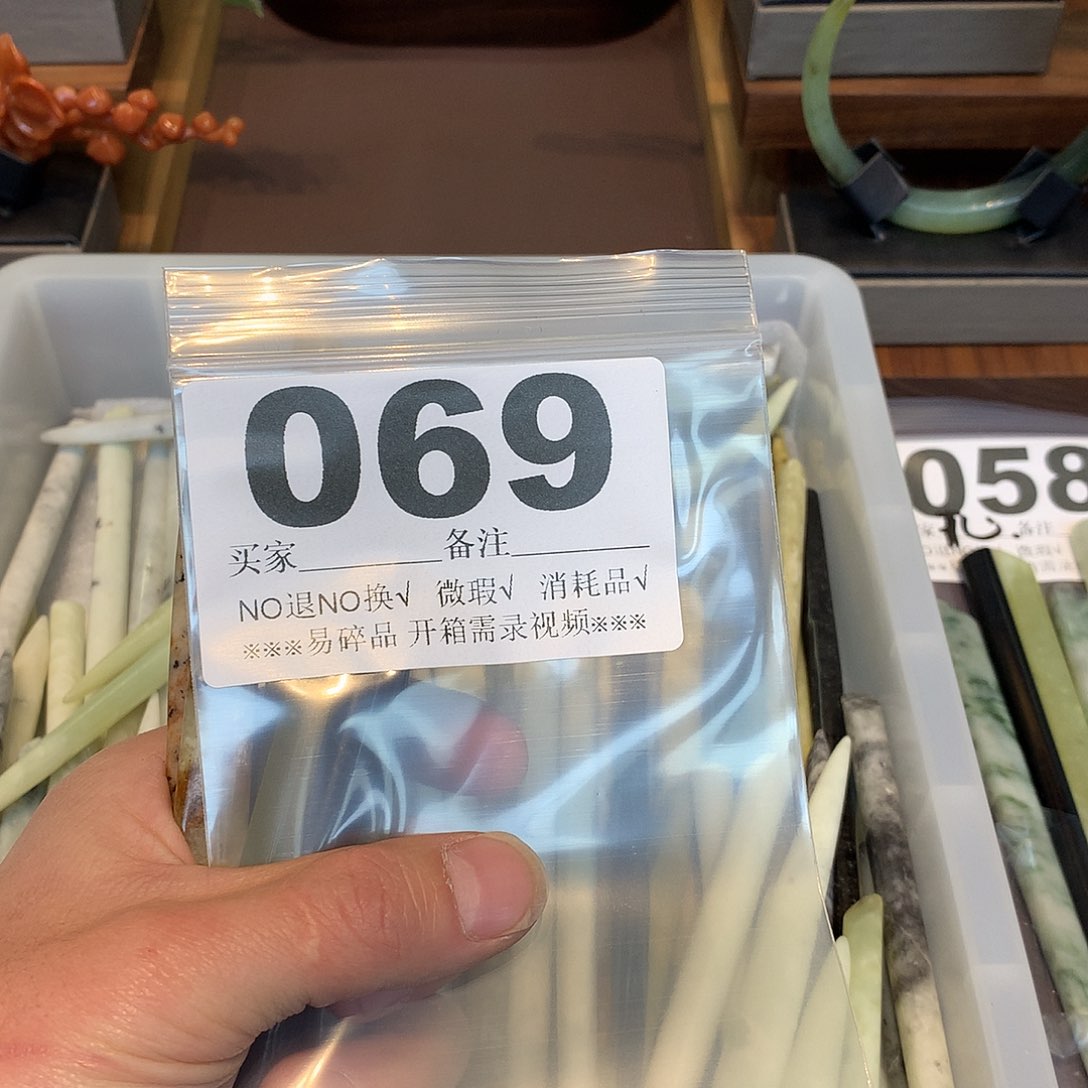 069
买家________备注________
NO退NO换√ 微瑕√ 消耗品√
※※※易碎品 开箱需录视频※※※
058